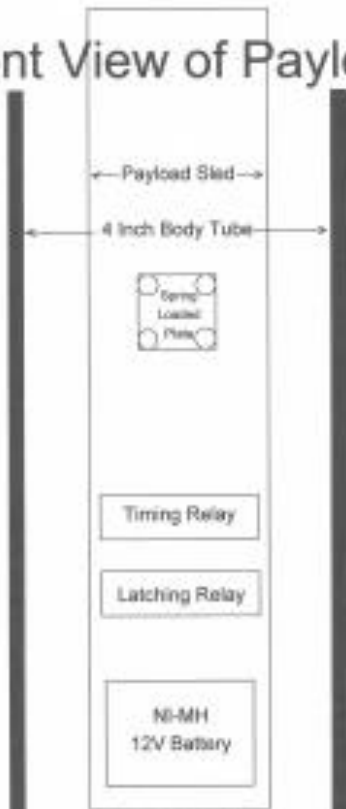 nt View of Paylo
Payload Sled
4 Inch Body Tube
Spring
Loaded
Plate
Timing Relay
Latching Relay
NI-MH
12V Battery